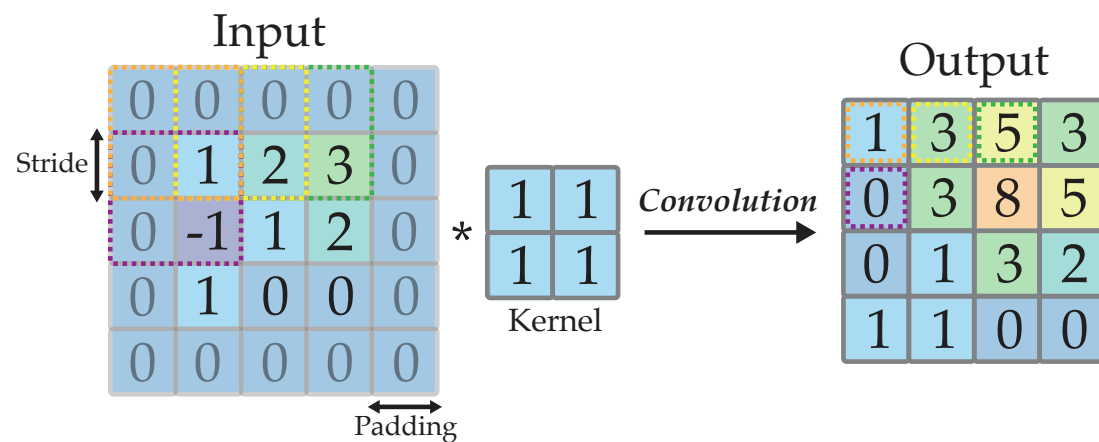 Input
Output
0 0 0 0 0
0 1 2 3 0
0 -1 1 2 0
0 1 0 0 0
0 0 0 0 0
Stride
Padding
*
1 1
1 1
Kernel
Convolution
1 3 5 3
0 3 8 5
0 1 3 2
1 1 0 0